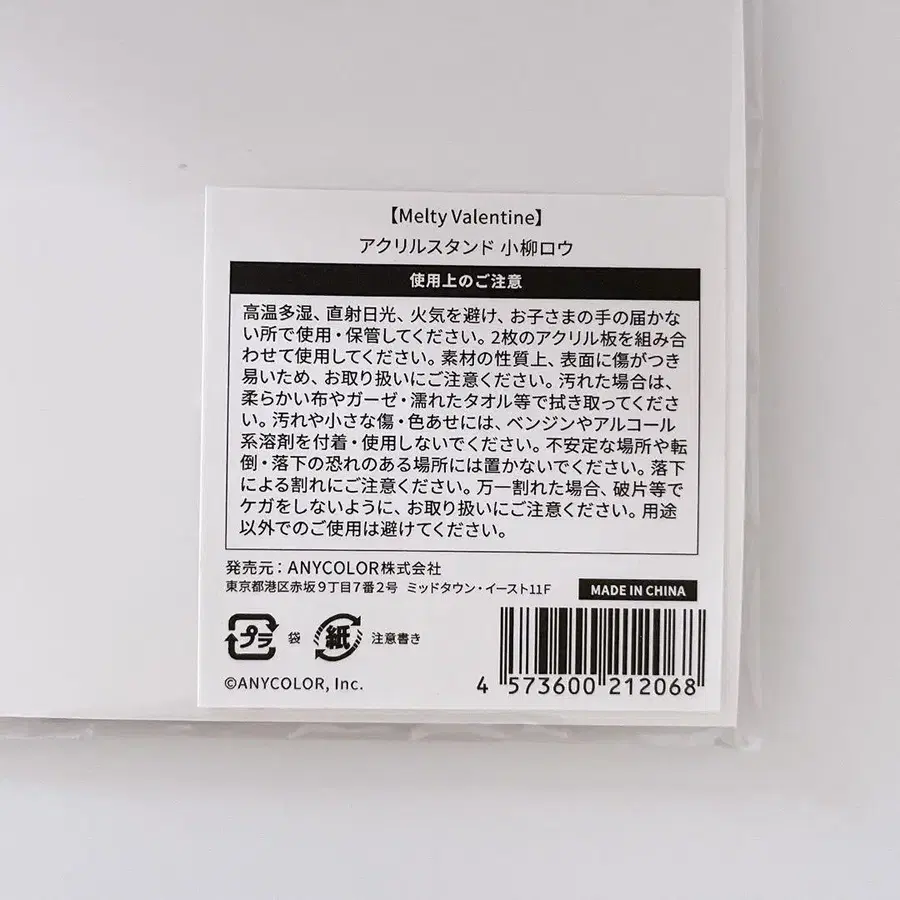 【Melty Valentine】
アクリルスタンド 小柳ロウ
使用上のご注意
高温多湿、直射日光、火気を避け、お子さまの手の届かな
い所で使用・保管してください。2枚のアクリル板を組み合
わせて使用してください。素材の性質上、表面に傷がつき
易いため、お取り扱いにご注意ください。汚れた場合は、
柔らかい布やガーゼ・濡れたタオル等で拭き取ってくださ
い。汚れや小さな傷・色あせには、ベンジンやアルコール
系溶剤を付着・使用しないでください。不安定な場所や転
倒・落下の恐れのある場所には置かないでください。落下
による割れにご注意ください。万一割れた場合、破片等で
ケガをしないように、お取り扱いにご注意ください。用途
以外でのご使用は避けてください。
発売元：ANYCOLOR株式会社
東京都港区赤坂9丁目7番2号 ミッドタウン・イースト11F
MADE IN CHINA
プラ 袋 紙 注意書き
©ANYCOLOR, Inc.
4 573600 212068